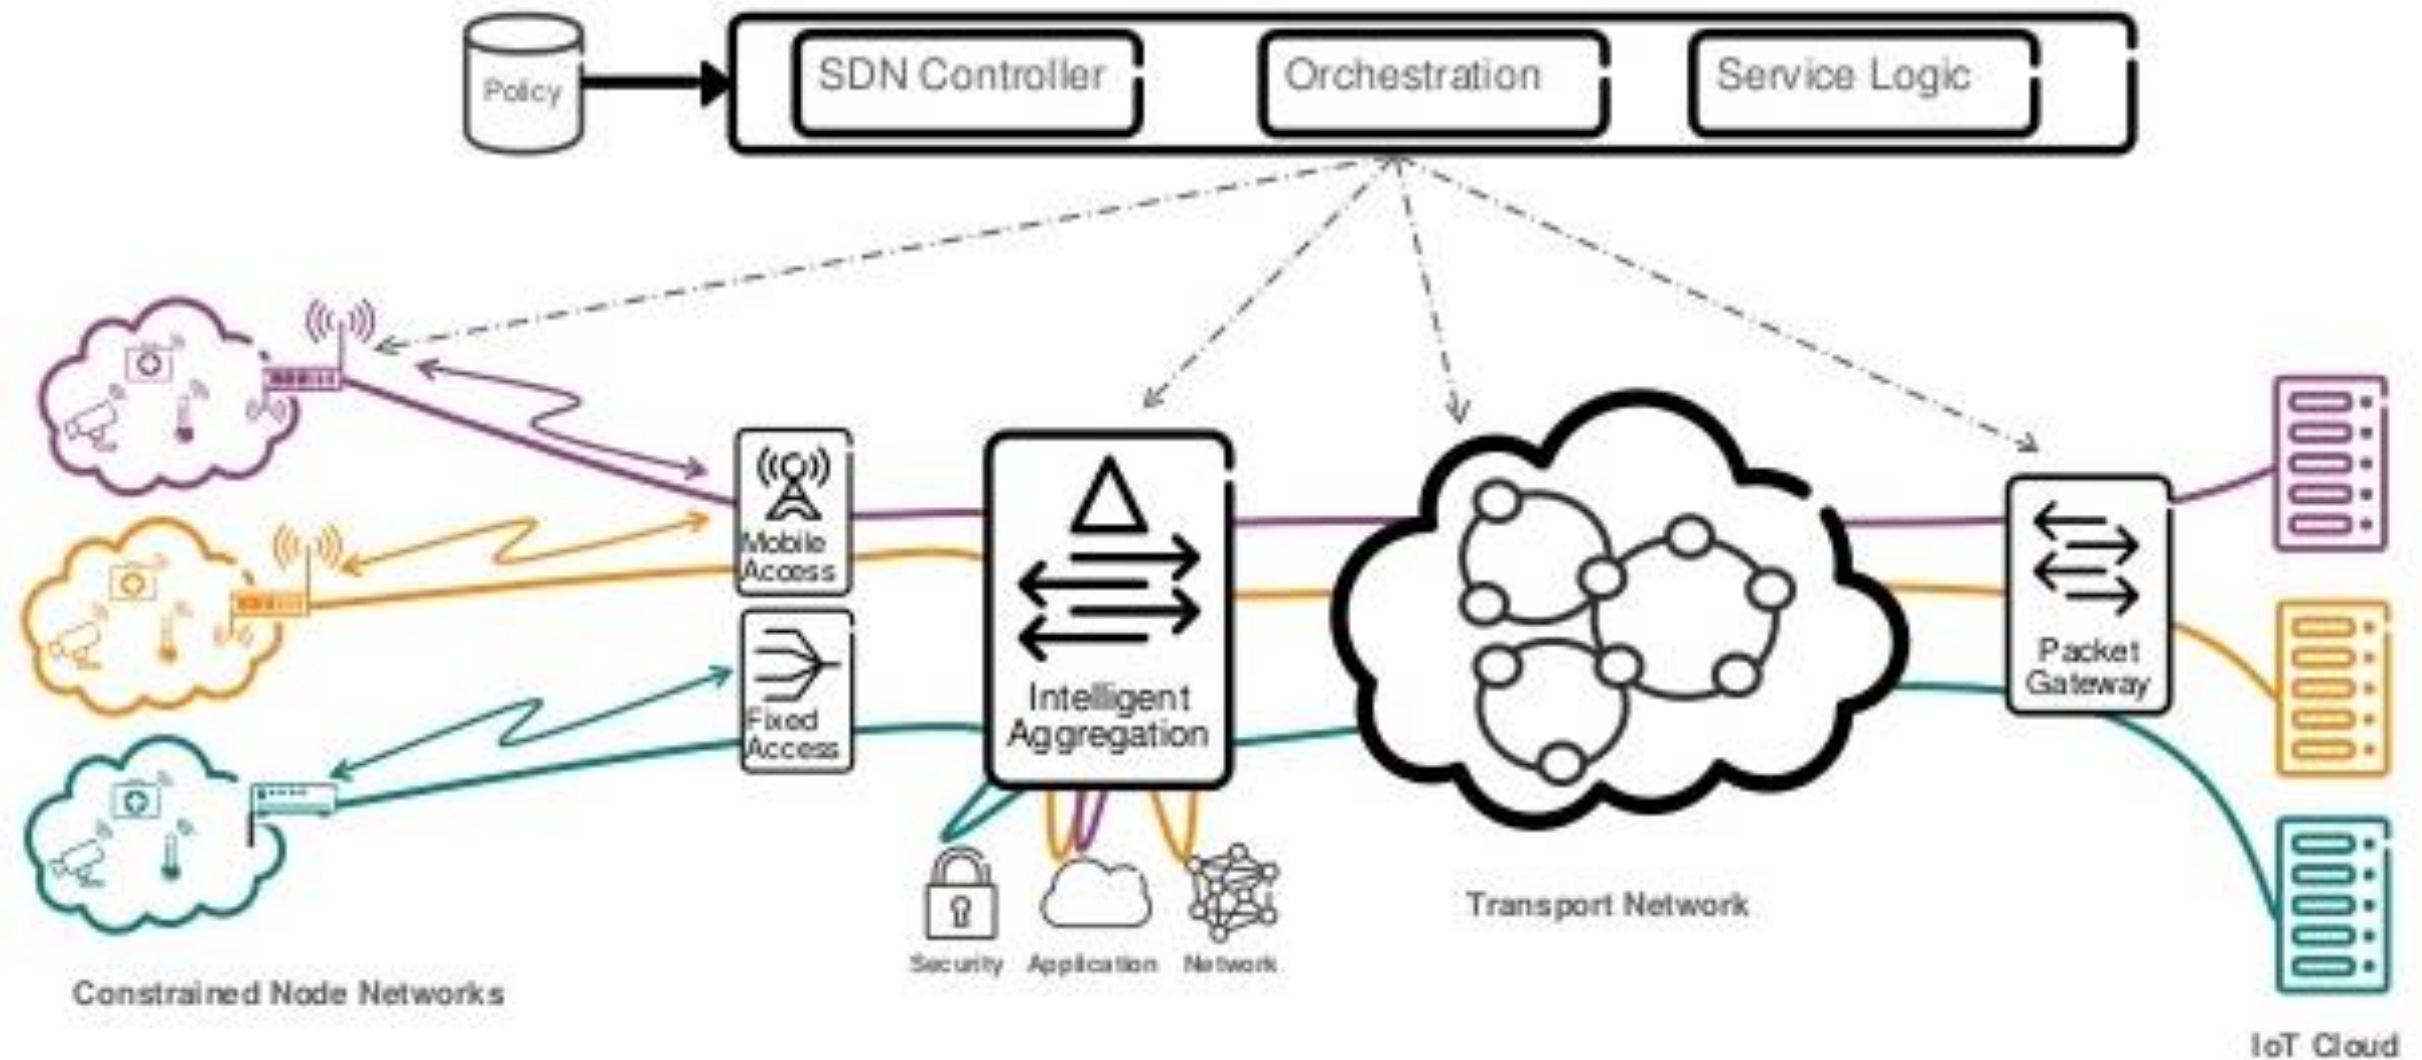 Policy
SDN Controller
Orchestration
Service Logic
Mobile
Access
Fixed
Access
Intelligent
Aggregation
Packet
Gateway
Security
Application
Network
Transport Network
Constrained Node Networks
IoT Cloud